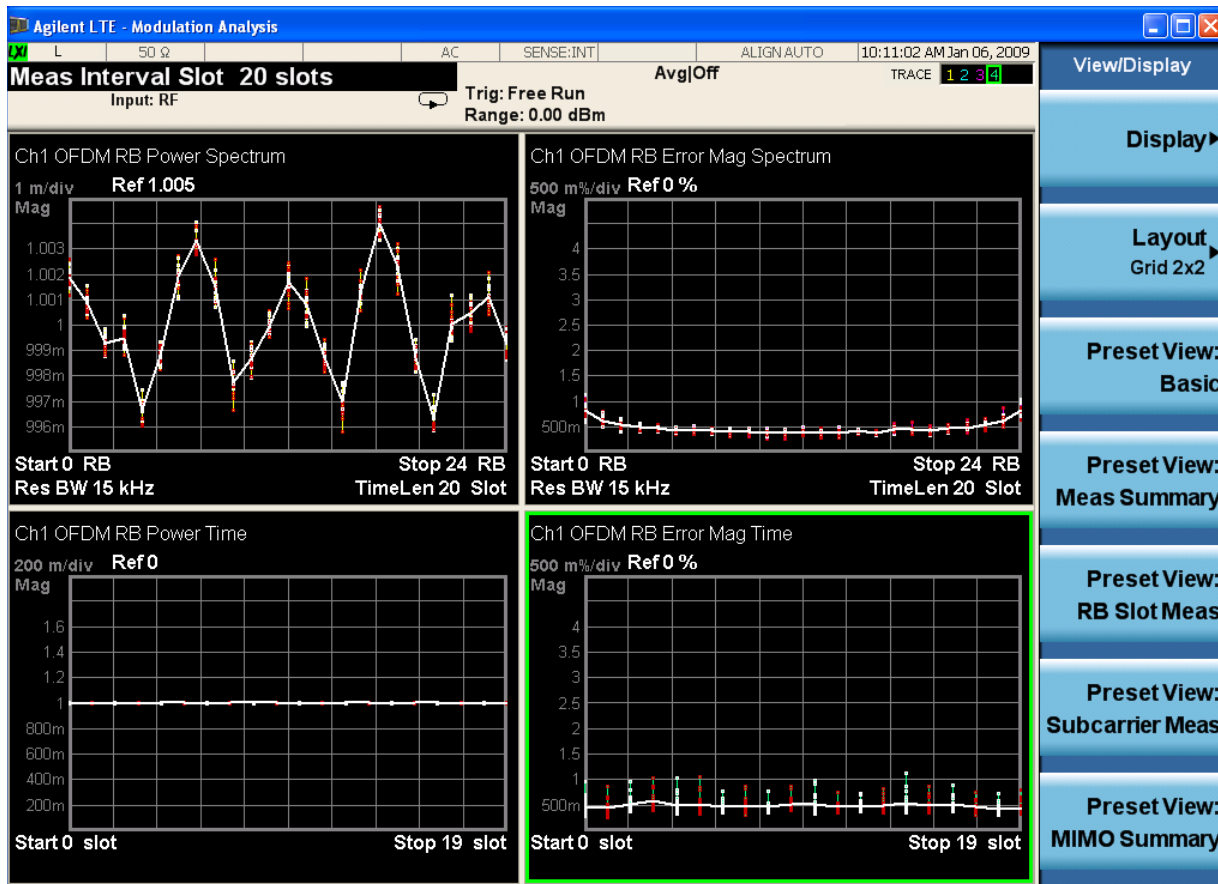 Agilent LTE - Modulation Analysis
LXI L 50 Ω AC SENSE:INT ALIGN AUTO 10:11:02 AM Jan 06, 2009
Meas Interval Slot 20 slots
Input: RF
Trig: Free Run
Range: 0.00 dBm
Avg|Off
TRACE 1 2 3 4
Ch1 OFDM RB Power Spectrum
1 m/div Ref 1.005
Mag
1.003
1.002
1.001
1
999m
998m
997m
996m
Start 0 RB Stop 24 RB
Res BW 15 kHz TimeLen 20 Slot
Ch1 OFDM RB Error Mag Spectrum
500 m%/div Ref 0 %
Mag
4
3.5
3
2.5
2
1.5
1
500m
Start 0 RB Stop 24 RB
Res BW 15 kHz TimeLen 20 Slot
Ch1 OFDM RB Power Time
200 m/div Ref 0
Mag
1.6
1.4
1.2
1
800m
600m
400m
200m
Start 0 slot Stop 19 slot
Ch1 OFDM RB Error Mag Time
500 m%/div Ref 0 %
Mag
4
3.5
3
2.5
2
1.5
1
500m
Start 0 slot Stop 19 slot
View/Display
Display
Layout
Grid 2x2
Preset View:
Basic
Preset View:
Meas Summary
Preset View:
RB Slot Meas
Preset View:
Subcarrier Meas
Preset View:
MIMO Summary